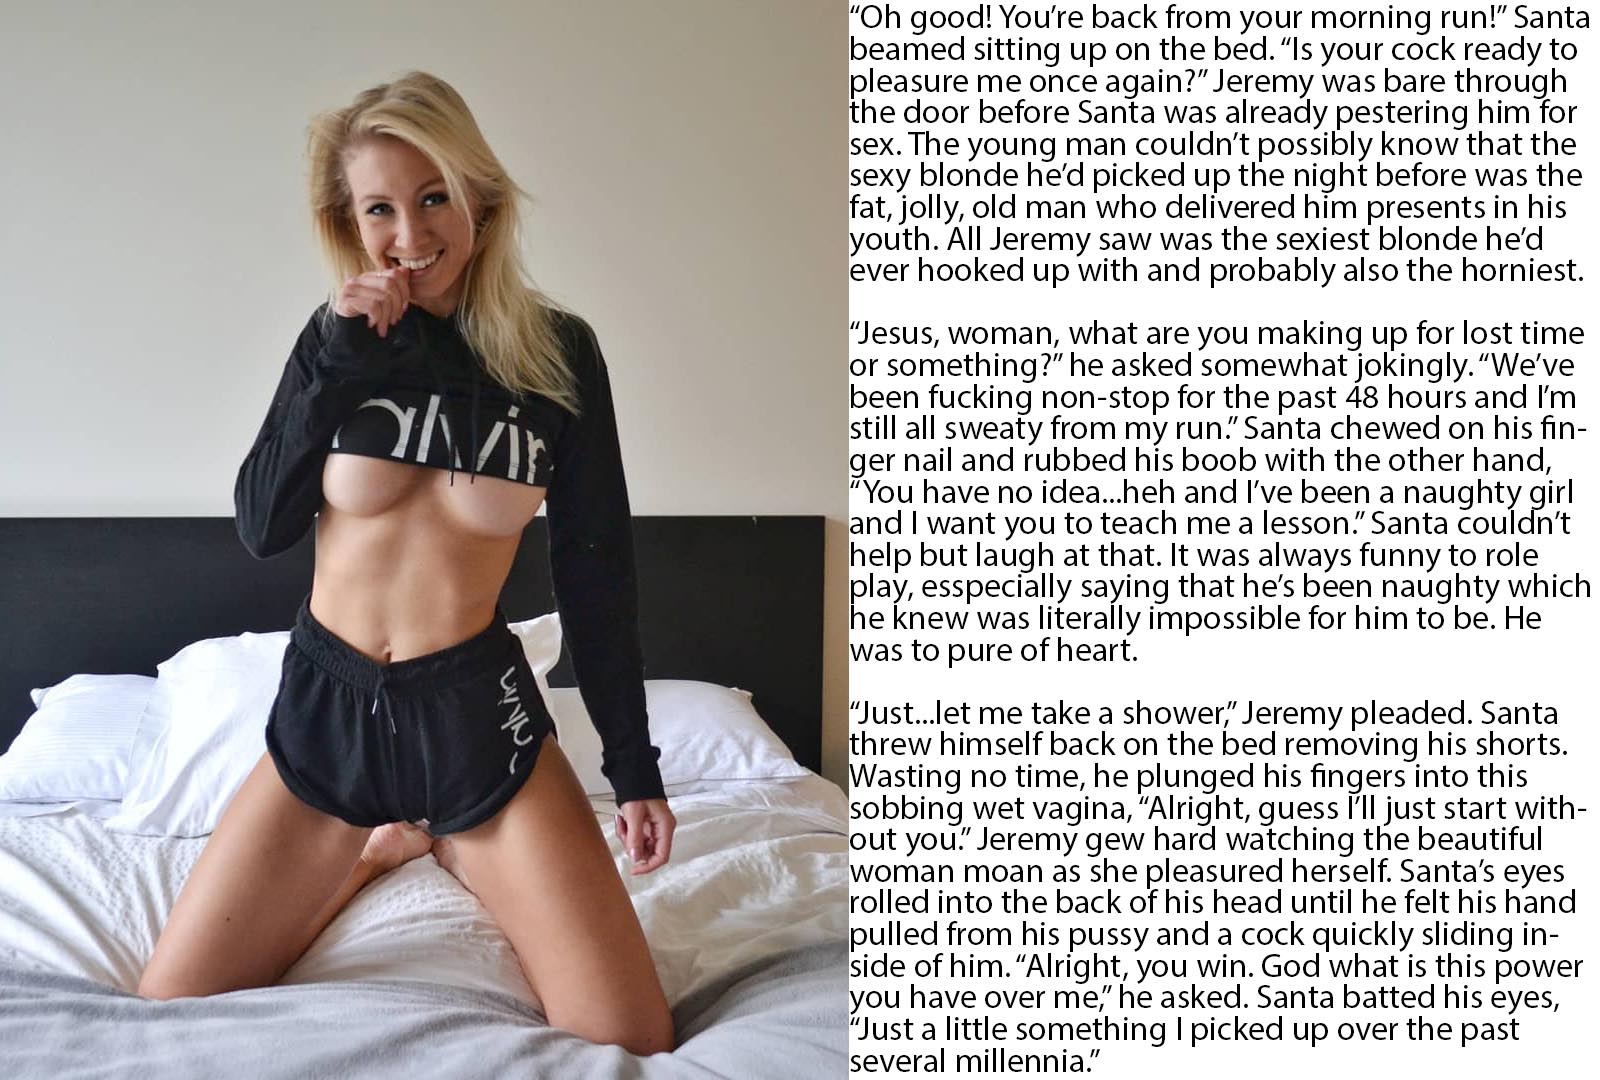 alvin
“Oh good! You’re back from your morning run!” Santa
beamed sitting up on the bed. “Is your cock ready to
pleasure me once again?” Jeremy was bare through
the door before Santa was already pestering him for
sex. The young man couldn’t possibly know that the
sexy blonde he’d picked up the night before was the
fat, jolly, old man who delivered him presents in his
youth. All Jeremy saw was the sexiest blonde he’d
ever hooked up with and probably also the horniest.
“Jesus, woman, what are you making up for lost time
or something?” he asked somewhat jokingly. “We’ve
been fucking non-stop for the past 48 hours and I’m
still all sweaty from my run.” Santa chewed on his fin-
ger nail and rubbed his boob with the other hand,
“You have no idea...heh and I’ve been a naughty girl
and I want you to teach me a lesson.” Santa couldn’t
help but laugh at that. It was always funny to role
play, esspecially saying that he’s been naughty which
he knew was literally impossible for him to be. He
was to pure of heart.
“Just...let me take a shower,” Jeremy pleaded. Santa
threw himself back on the bed removing his shorts.
Wasting no time, he plunged his fingers into this
sobbing wet vagina, “Alright, guess I’ll just start with-
out you.” Jeremy gew hard watching the beautiful
woman moan as she pleasured herself. Santa’s eyes
rolled into the back of his head until he felt his hand
pulled from his pussy and a cock quickly sliding in-
side of him. “Alright, you win. God what is this power
you have over me,” he asked. Santa batted his eyes,
“Just a little something I picked up over the past
several millennia.”